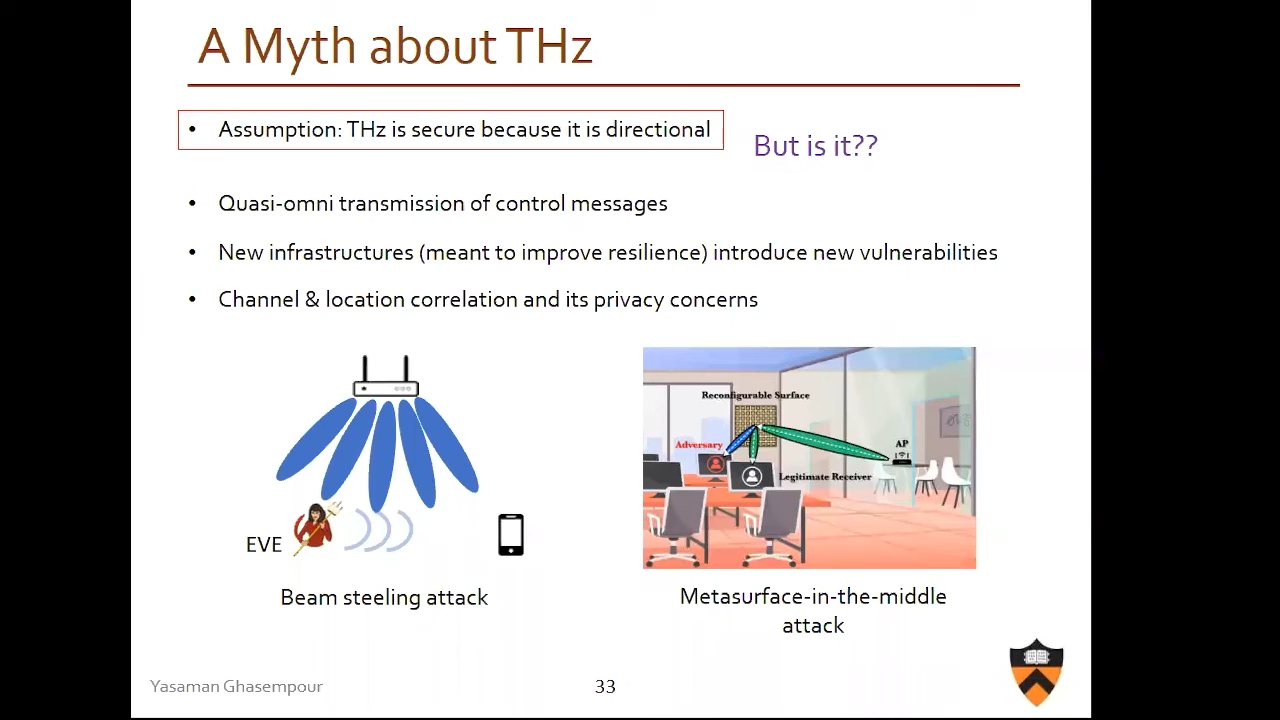 A Myth about THz
• Assumption: THz is secure because it is directional
But is it??
• Quasi-omni transmission of control messages
• New infrastructures (meant to improve resilience) introduce new vulnerabilities
• Channel & location correlation and its privacy concerns
EVE
Beam steeling attack
Reconfigurable Surface
Adversary
AP
Legitimate Receiver
Metasurface-in-the-middle
attack
Yasaman Ghasempour
33